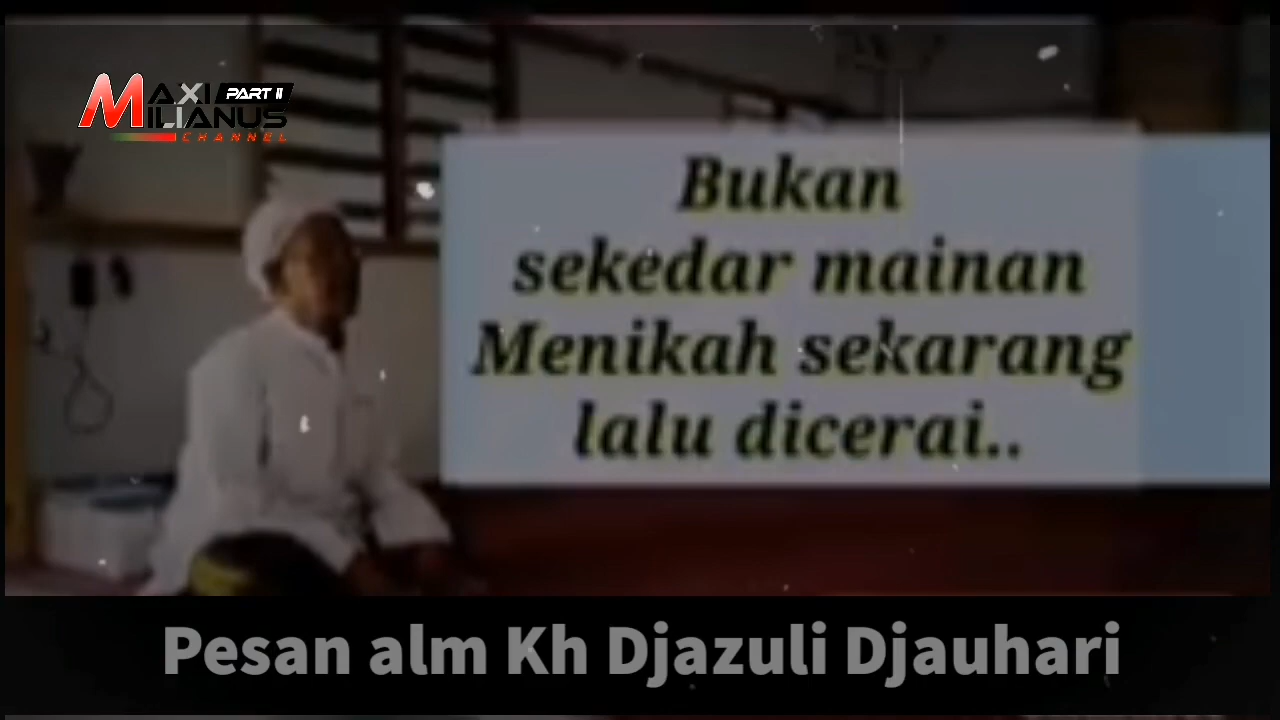 MAXI PART II
MILIANUS
CHANNEL
Bukan
sekedar mainan
Menikah sekarang
lalu dicerai..
Pesan alm Kh Djazuli Djauhari